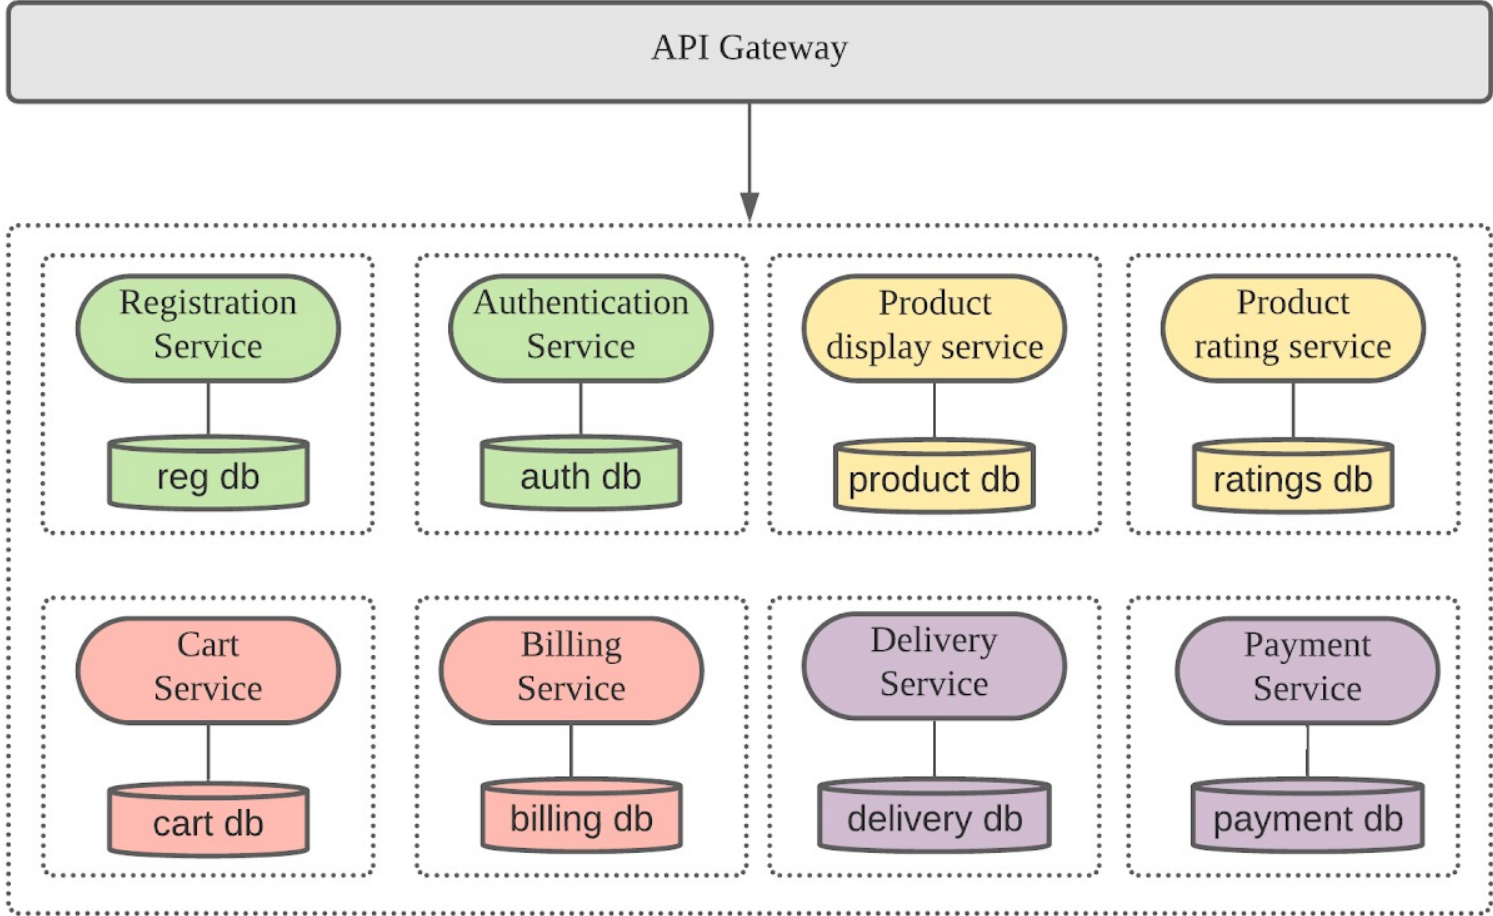 API Gateway
Registration
Service
Authentication
Service
Product
display service
Product
rating service
reg db
auth db
product db
ratings db
Cart
Service
Billing
Service
Delivery
Service
Payment
Service
cart db
billing db
delivery db
payment db